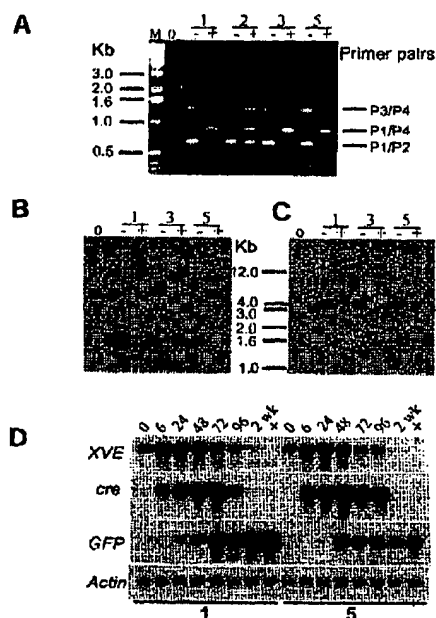 A
1 2 3 5
Kb M 0 - + - + - + - + Primer pairs
3.0
2.0
1.6
1.0
0.5
P3/P4
P1/P4
P1/P2
B
1 3 5
0 - + - + - +
C
1 3 5
0 - + - + - +
Kb
12.0
4.0
3.0
2.0
1.6
1.0
D
0 6 24 48 72 96 2 wk + 0 6 24 48 72 96 2 wk +
XVE
cre
GFP
Actin
1 5